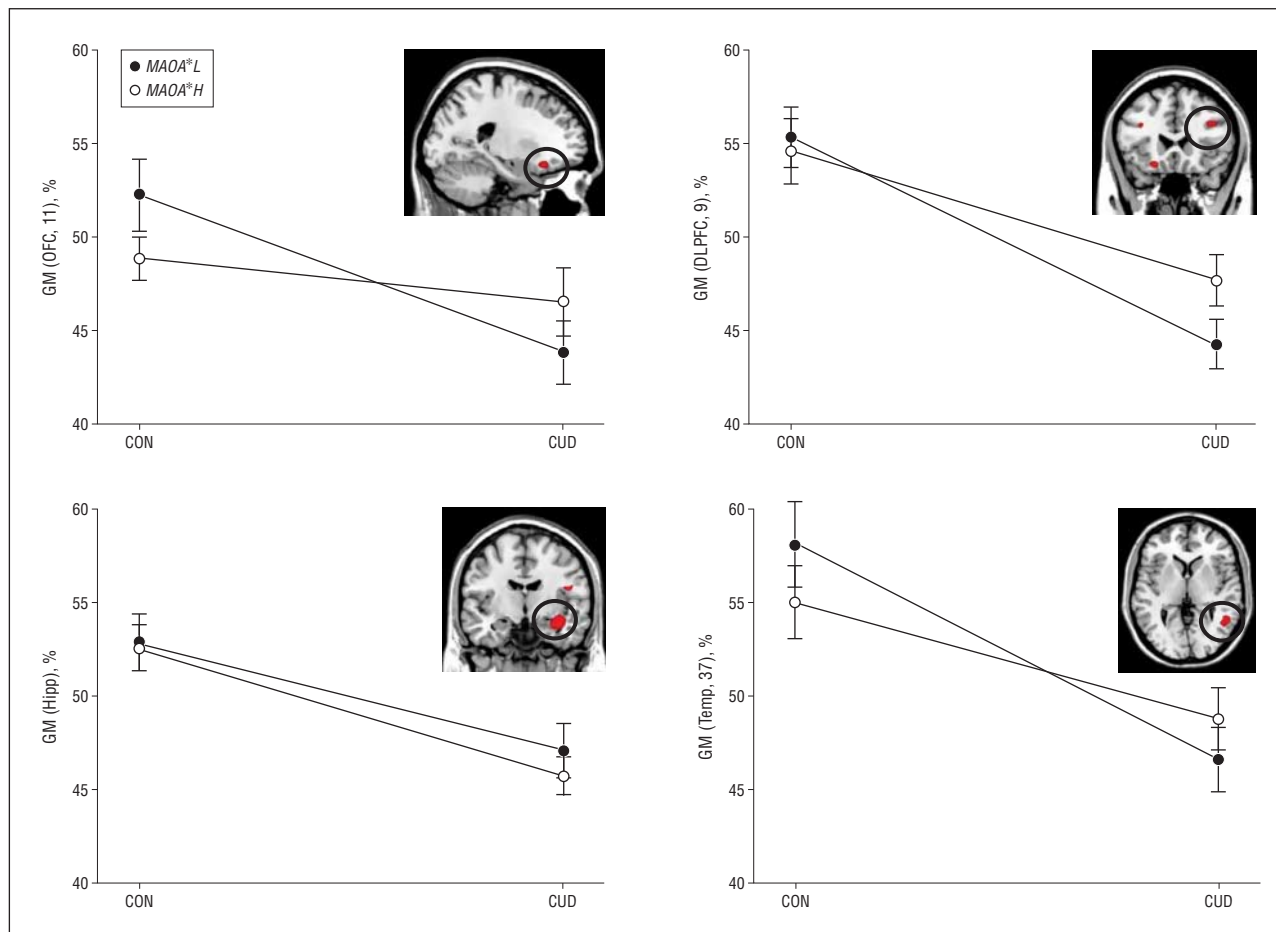 60
55
50
45
40
GM (OFC, 11), %
MAOA*L
MAOA*H
CON
CUD
60
55
50
45
40
GM (DLPFC, 9), %
CON
CUD
60
55
50
45
40
GM (Hipp), %
CON
CUD
60
55
50
45
40
GM (Temp, 37), %
CON
CUD